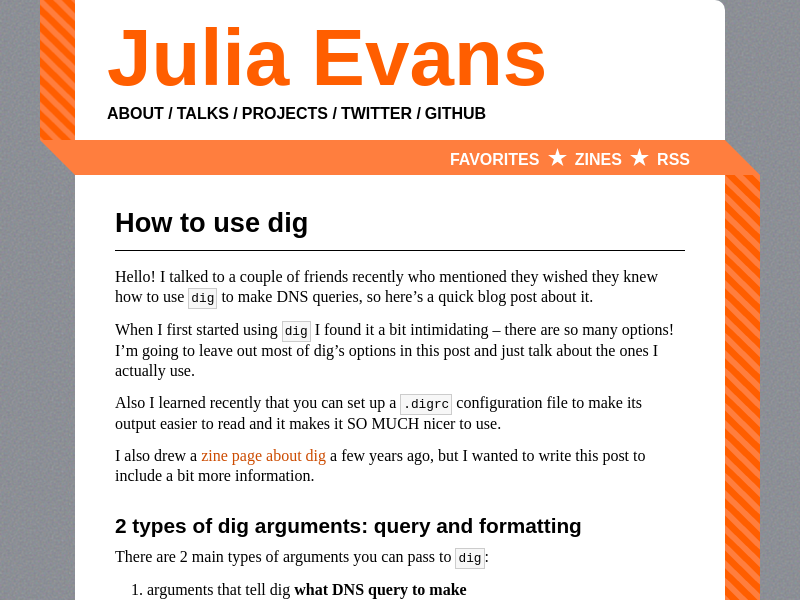 Julia Evans
ABOUT / TALKS / PROJECTS / TWITTER / GITHUB
FAVORITES ★ ZINES ★ RSS
How to use dig
Hello! I talked to a couple of friends recently who mentioned they wished they knew
how to use dig to make DNS queries, so here’s a quick blog post about it.
When I first started using dig I found it a bit intimidating – there are so many options!
I’m going to leave out most of dig’s options in this post and just talk about the ones I
actually use.
Also I learned recently that you can set up a .digrc configuration file to make its
output easier to read and it makes it SO MUCH nicer to use.
I also drew a zine page about dig a few years ago, but I wanted to write this post to
include a bit more information.
2 types of dig arguments: query and formatting
There are 2 main types of arguments you can pass to dig:
1. arguments that tell dig what DNS query to make